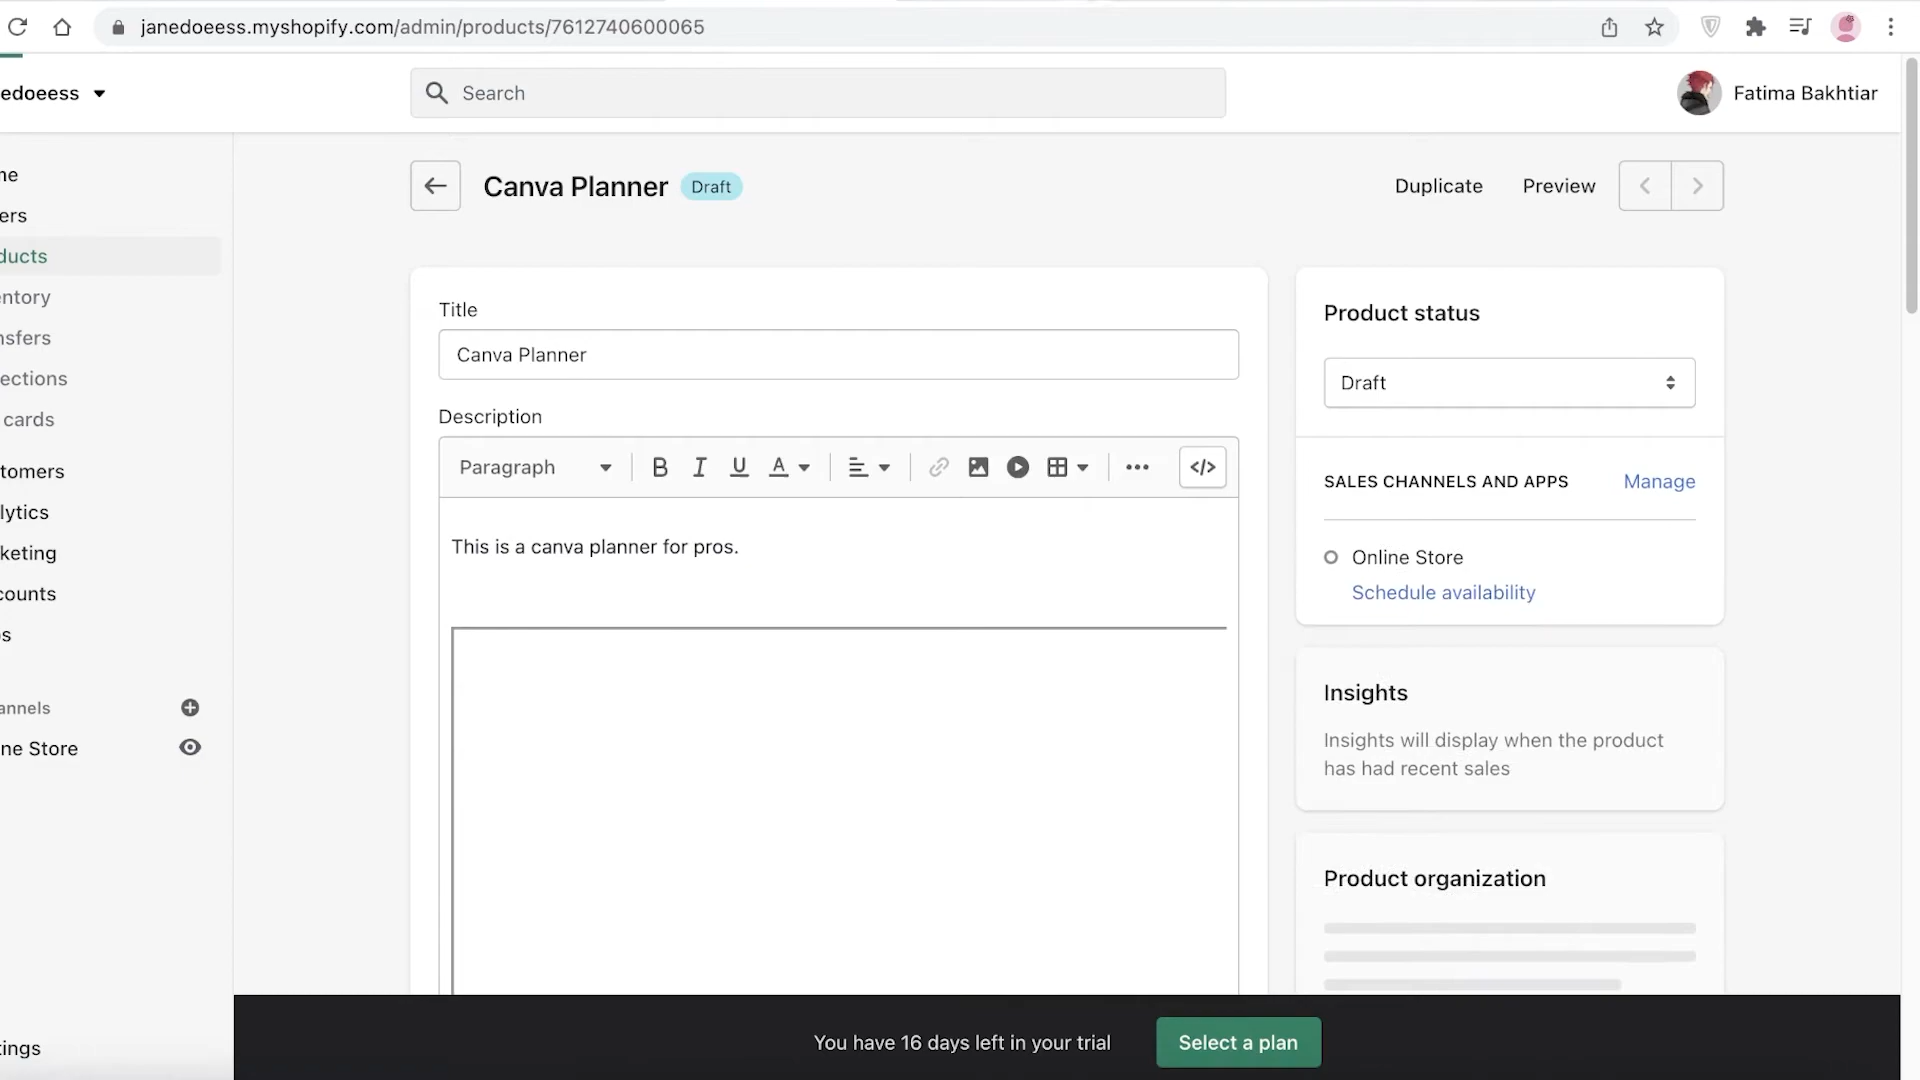 janedoeess.myshopify.com/admin/products/7612740600065
edoeess
Search
Fatima Bakhtiar
me
ers
ducts
entory
nsfers
ections
cards
tomers
lytics
keting
counts
s
annels
ne Store
tings
Canva Planner
Draft
Duplicate
Preview
Title
Canva Planner
Description
Paragraph
B I U A
</>
This is a canva planner for pros.
Product status
Draft
SALES CHANNELS AND APPS
Manage
Online Store
Schedule availability
Insights
Insights will display when the product
has had recent sales
Product organization
You have 16 days left in your trial
Select a plan